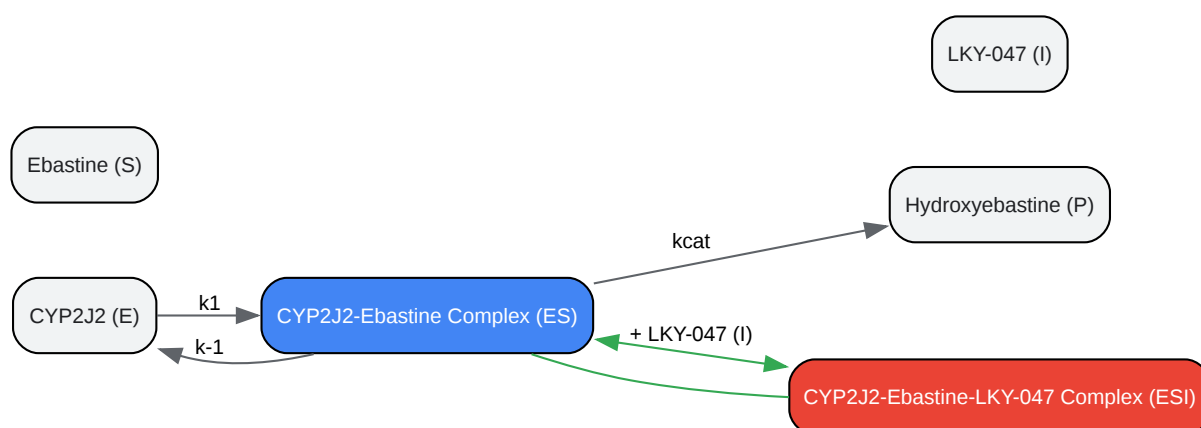 LKY-047 (I)
Ebastine (S)
Hydroxyebastine (P)
kcat
CYP2J2 (E)
k1
CYP2J2-Ebastine Complex (ES)
+ LKY-047 (I)
k-1
CYP2J2-Ebastine-LKY-047 Complex (ESI)